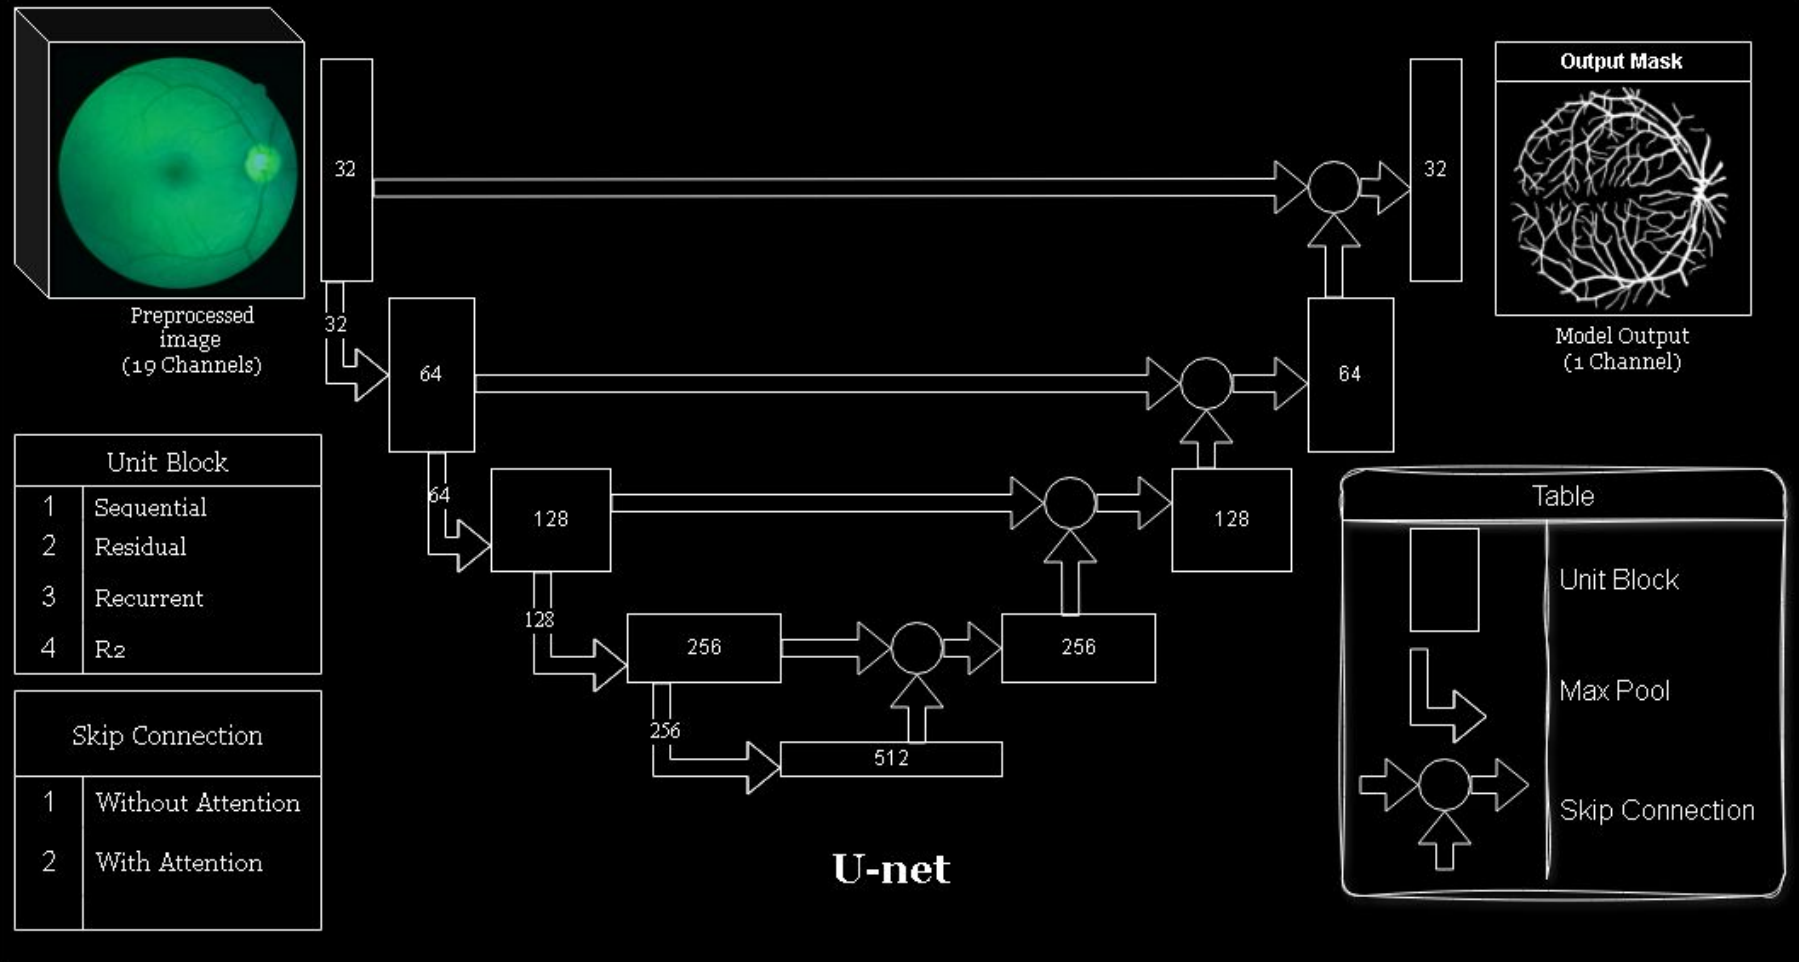 Output Mask
32
32
Preprocessed
image
(19 Channels)
32
Model Output
(1 Channel)
64
64
Unit Block
1 Sequential
2 Residual
3 Recurrent
4 R2
64
128
128
Table
Unit Block
Max Pool
Skip Connection
128
256
256
256
512
Skip Connection
1 Without Attention
2 With Attention
U-net